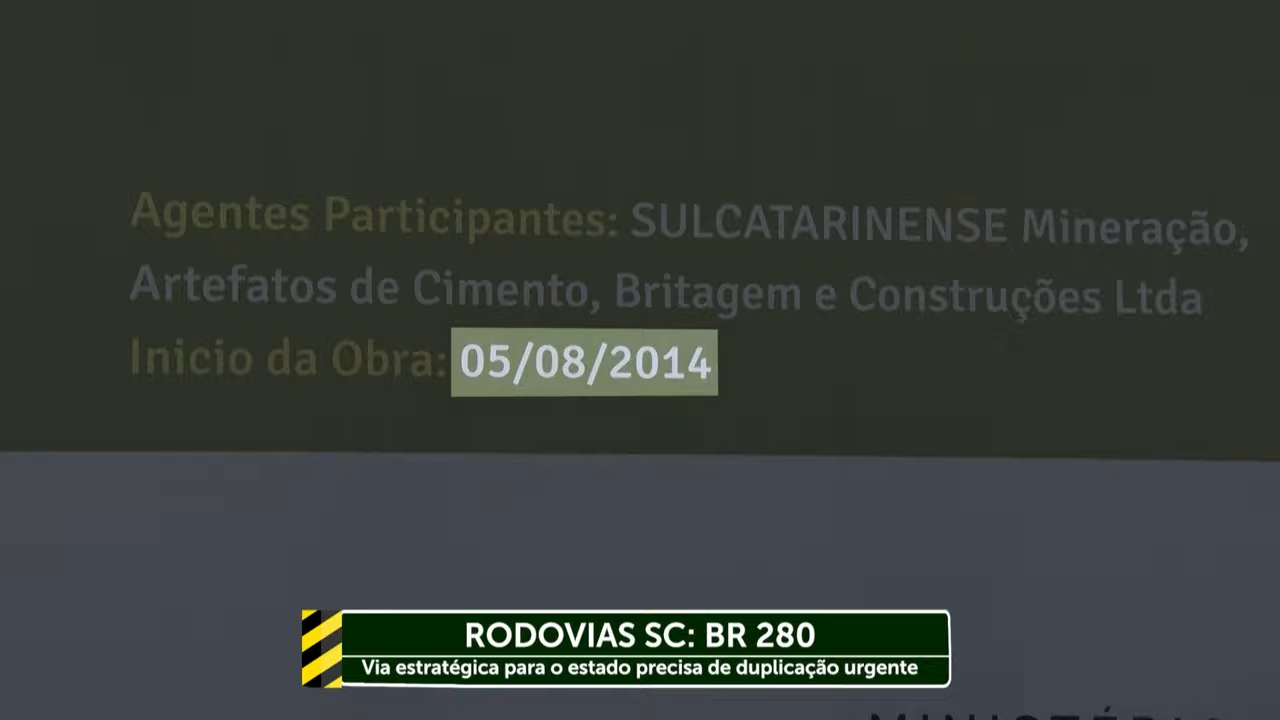 Agentes Participantes: SULCATARINENSE Mineração,
Artefatos de Cimento, Britagem e Construções Ltda
Inicio da Obra: 05/08/2014
RODOVIAS SC: BR 280
Via estratégica para o estado precisa de duplicação urgente